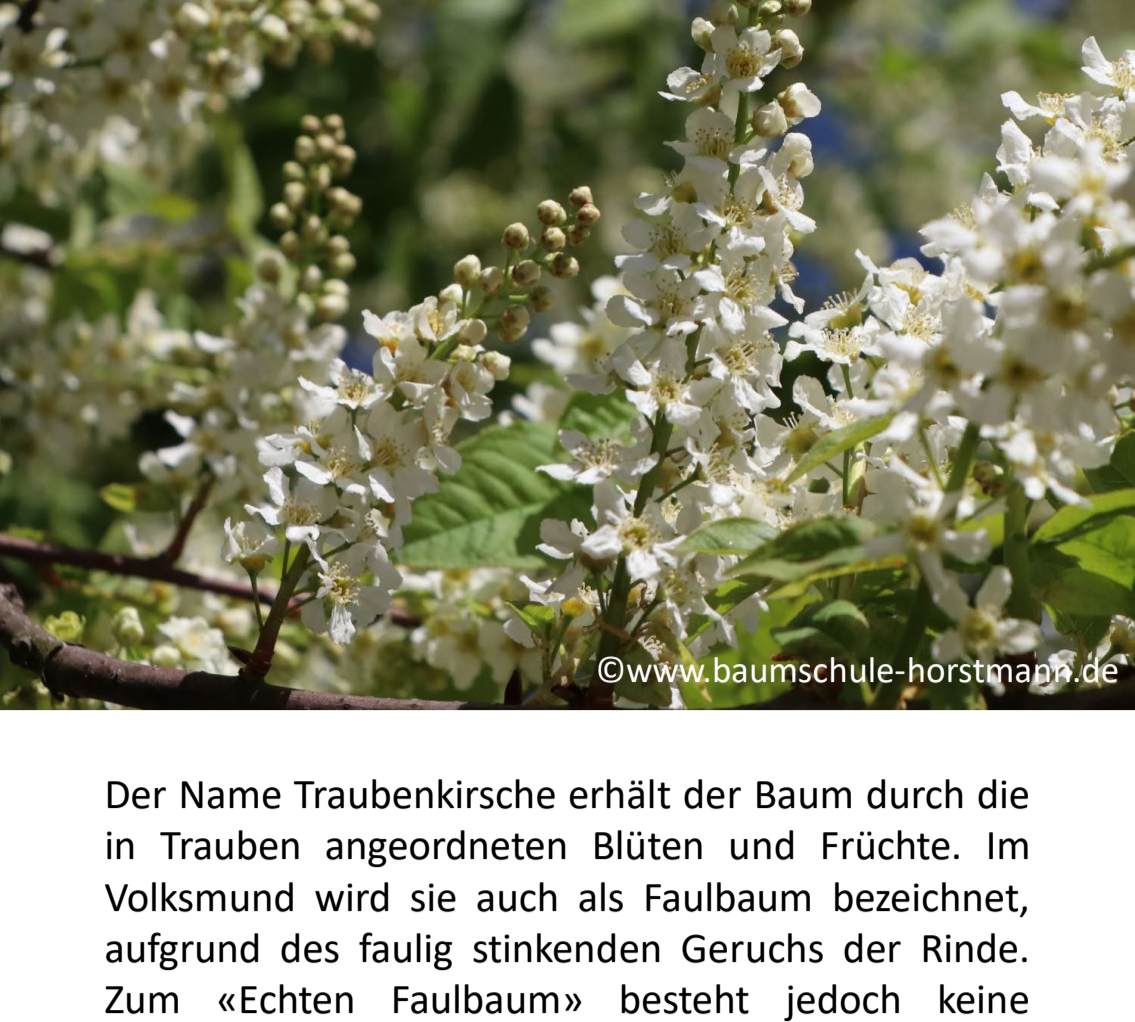 ©www.baumschule-horstmann.de
Der Name Traubenkirsche erhält der Baum durch die
in Trauben angeordneten Blüten und Früchte. Im
Volksmund wird sie auch als Faulbaum bezeichnet,
aufgrund des faulig stinkenden Geruchs der Rinde.
Zum «Echten Faulbaum» besteht jedoch keine